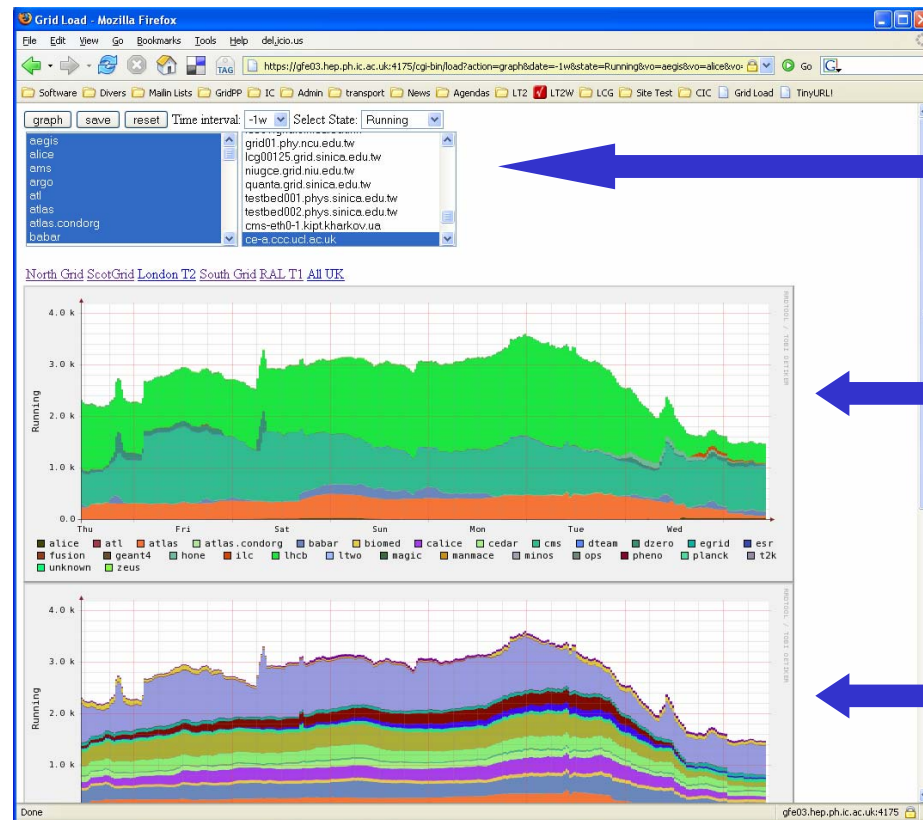 Grid Load - Mozilla Firefox
File Edit View Go Bookmarks Tools Help del.icio.us
TAG https://gfe03.hep.ph.ic.ac.uk:4175/cgi-bin/load?action=graph&date=-1w&state=Running&vo=aegis&vo=alice&vo- Go G
Software Divers Mailin Lists GridPP IC Admin transport News Agendas LT2 LT2W LCG Site Test CIC Grid Load TinyURL!
graph save reset Time interval: -1w Select State: Running
aegis
alice
ams
argo
atl
atlas
atlas.condorg
babar
grid01.phy.ncu.edu.tw
lcg00125.grid.sinica.edu.tw
niugce.grid.niu.edu.tw
quanta.grid.sinica.edu.tw
testbed001.phys.sinica.edu.tw
testbed002.phys.sinica.edu.tw
cms-eth0-1.kipt.kharkov.ua
ce-a.ccc.ucl.ac.uk
North Grid ScotGrid London T2 South Grid RAL T1 All UK
RRDTOOL / TOBI OETIKER
4.0 k
3.0 k
2.0 k
1.0 k
0.0
Running
Thu Fri Sat Sun Mon Tue Wed
alice atl atlas atlas.condorg babar biomed calice cedar cms dteam dzero egrid esr
fusion geant4 hone ilc lhcb ltwo magic manmace minos ops pheno planck t2k
unknown zeus
RRDTOOL / TOBI OETIKER
4.0 k
3.0 k
2.0 k
1.0 k
Running
Done gfe03.hep.ph.ic.ac.uk:4175